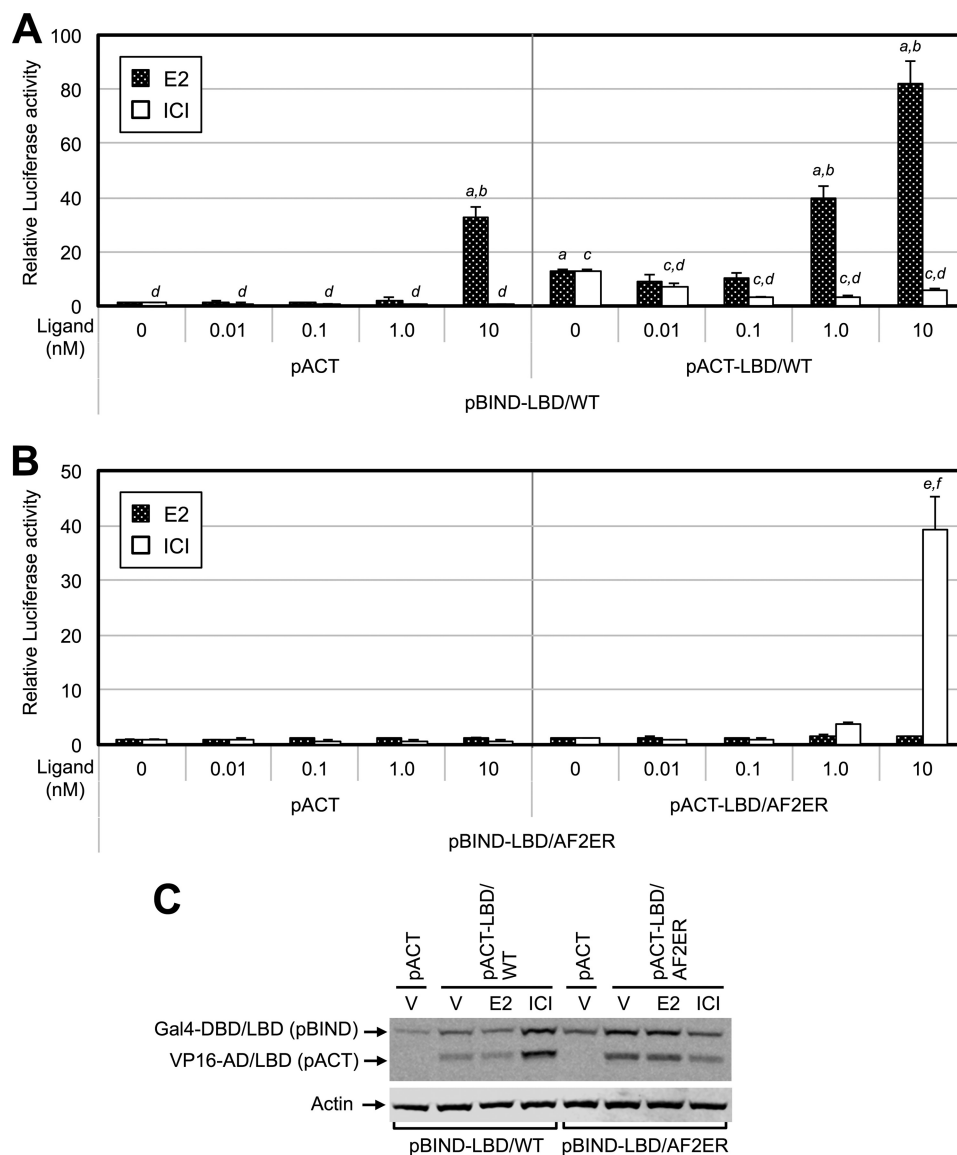 A
Relative Luciferase activity
100
80
60
40
20
0
E2
ICI
d
d
d
d
a,b
d
a
c
c,d
c,d
a,b
c,d
a,b
c,d
Ligand (nM)
0 0.01 0.1 1.0 10 0 0.01 0.1 1.0 10
pACT pACT-LBD/WT
pBIND-LBD/WT
B
Relative Luciferase activity
50
40
30
20
10
0
E2
ICI
e,f
Ligand (nM)
0 0.01 0.1 1.0 10 0 0.01 0.1 1.0 10
pACT pACT-LBD/AF2ER
pBIND-LBD/AF2ER
C
pACT
pACT-LBD/
WT
pACT
pACT-LBD/
AF2ER
V V E2 ICI V V E2 ICI
Gal4-DBD/LBD (pBIND)
VP16-AD/LBD (pACT)
Actin
pBIND-LBD/WT pBIND-LBD/AF2ER